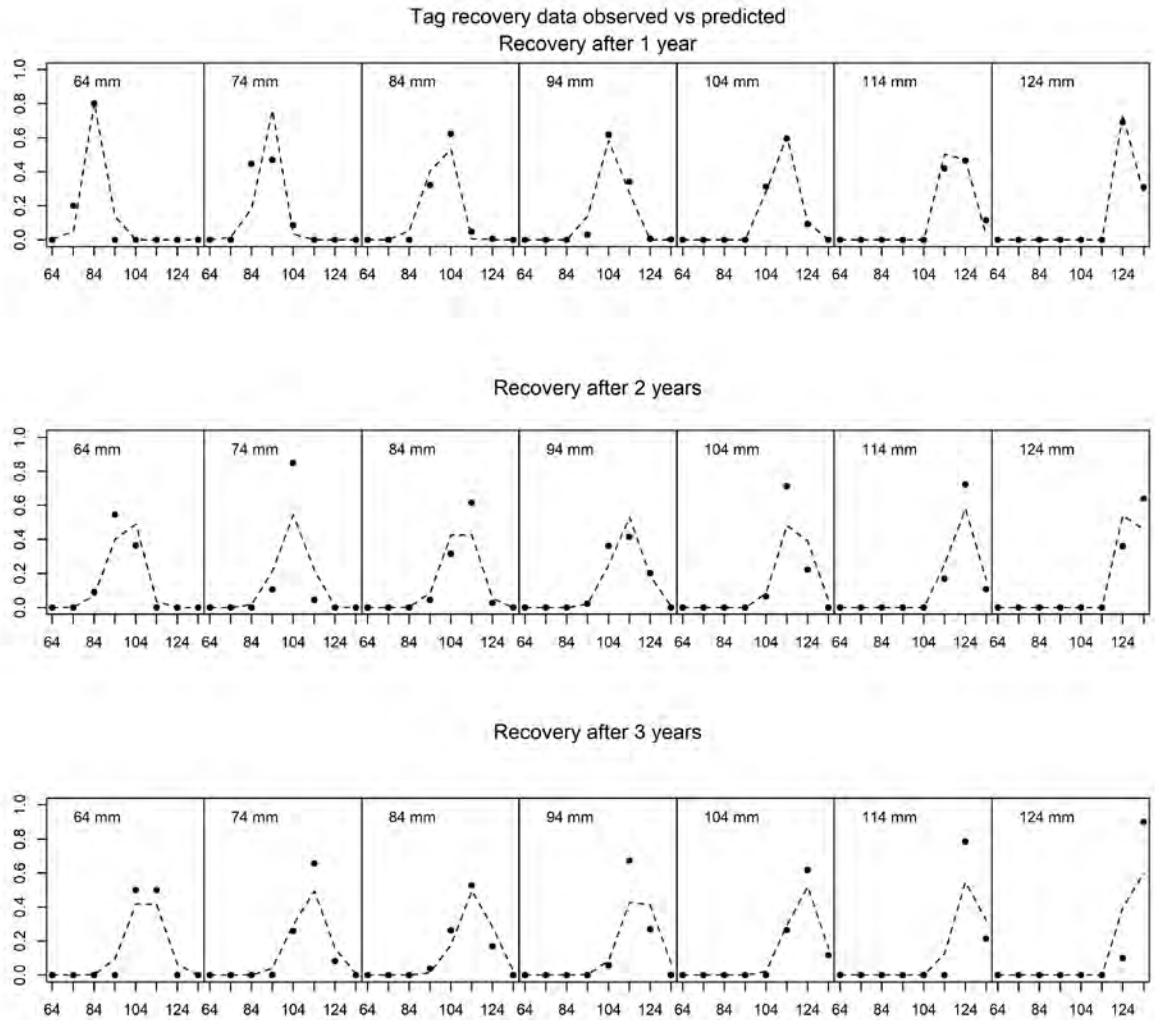 Tag recovery data observed vs predicted
Recovery after 1 year
64 mm 74 mm 84 mm 94 mm 104 mm 114 mm 124 mm
1.0
0.8
0.6
0.4
0.2
0.0
64 84 104 124 64 84 104 124 64 84 104 124 64 84 104 124 64 84 104 124 64 84 104 124 64 84 104 124
Recovery after 2 years
64 mm 74 mm 84 mm 94 mm 104 mm 114 mm 124 mm
1.0
0.8
0.6
0.4
0.2
0.0
64 84 104 124 64 84 104 124 64 84 104 124 64 84 104 124 64 84 104 124 64 84 104 124 64 84 104 124
Recovery after 3 years
64 mm 74 mm 84 mm 94 mm 104 mm 114 mm 124 mm
1.0
0.8
0.6
0.4
0.2
0.0
64 84 104 124 64 84 104 124 64 84 104 124 64 84 104 124 64 84 104 124 64 84 104 124 64 84 104 124